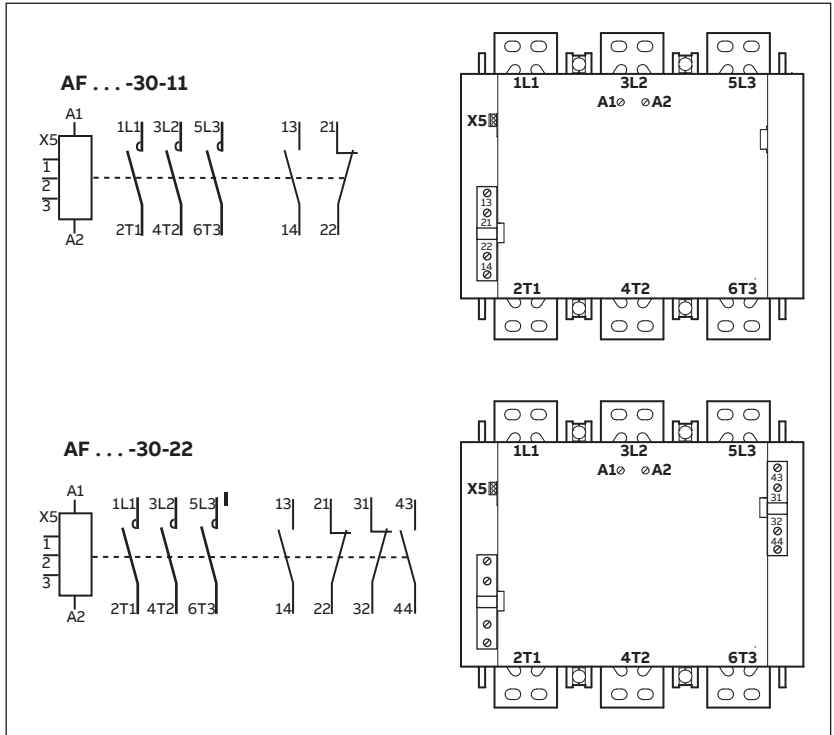 AF . . . -30-11
A1
X5
1L1 3L2 5L3 13 21
1
2
3
2T1 4T2 6T3 14 22
A2
1L1 3L2 5L3
A1 A2
X5
13
21
22
14
2T1 4T2 6T3
AF . . . -30-22
A1
X5
1L1 3L2 5L3 13 21 31 43
1
2
3
2T1 4T2 6T3 14 22 32 44
A2
1L1 3L2 5L3
A1 A2
X5
43
31
32
44
2T1 4T2 6T3